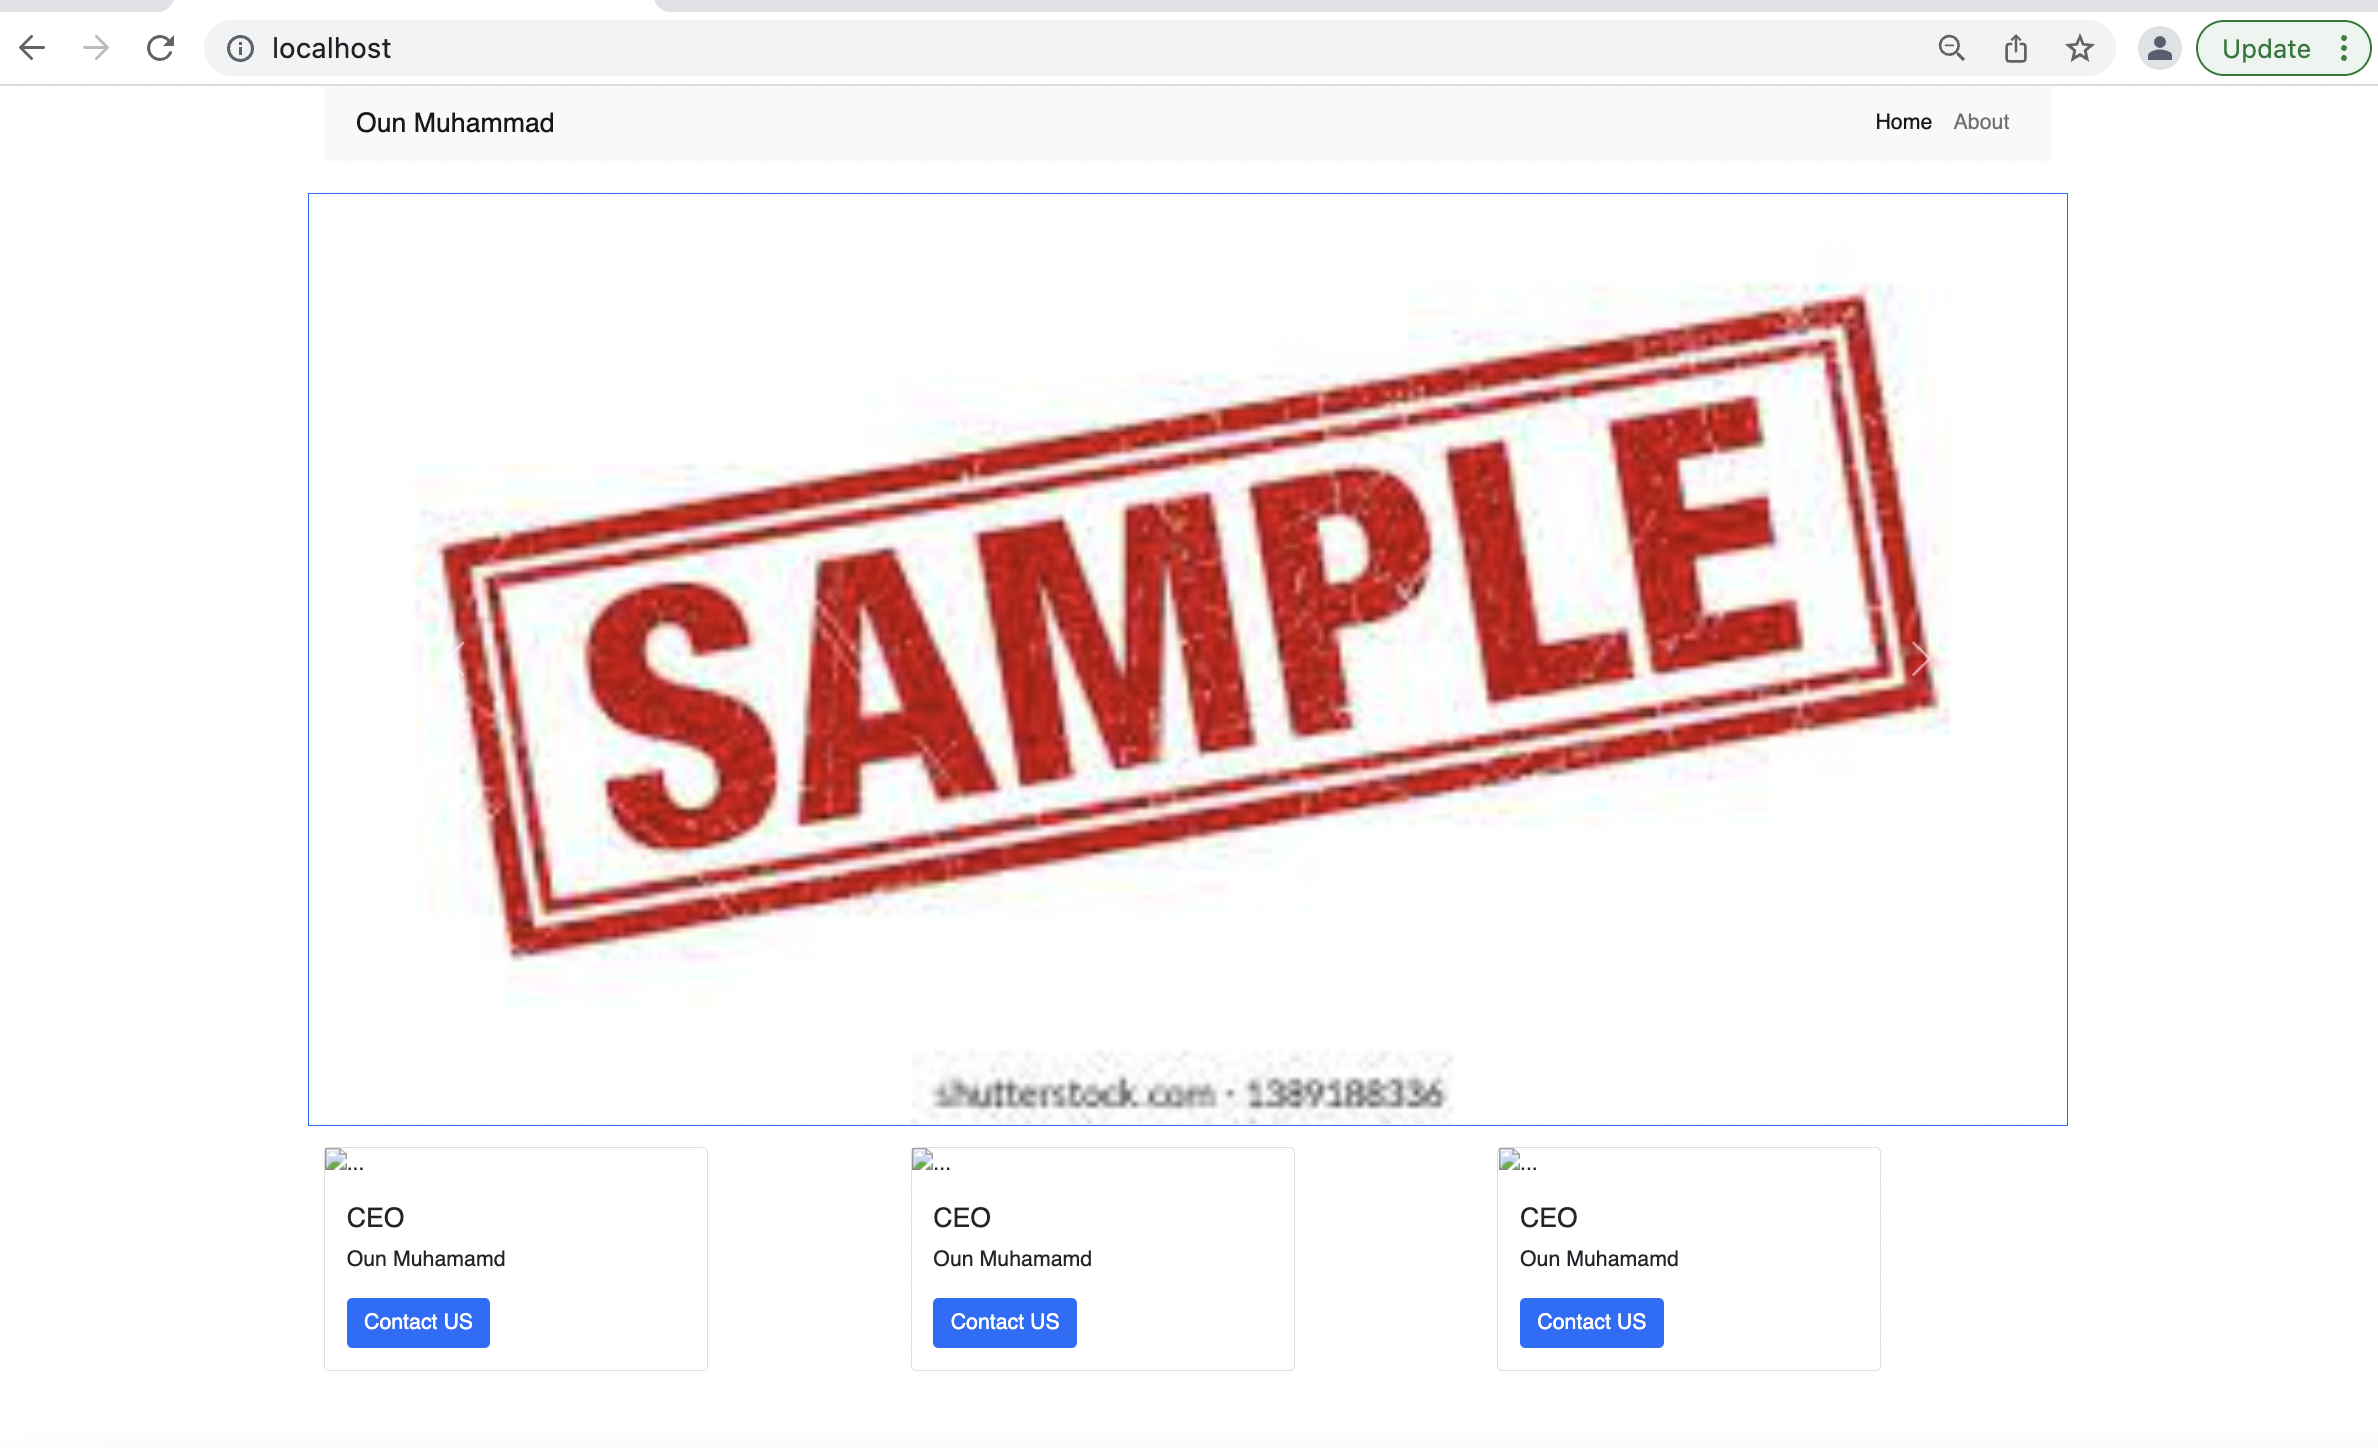 localhost
Update
Oun Muhammad
Home About
SAMPLE
shutterstock.com · 1389188336
... ... ...
CEO CEO CEO
Oun Muhamamd Oun Muhamamd Oun Muhamamd
Contact US Contact US Contact US